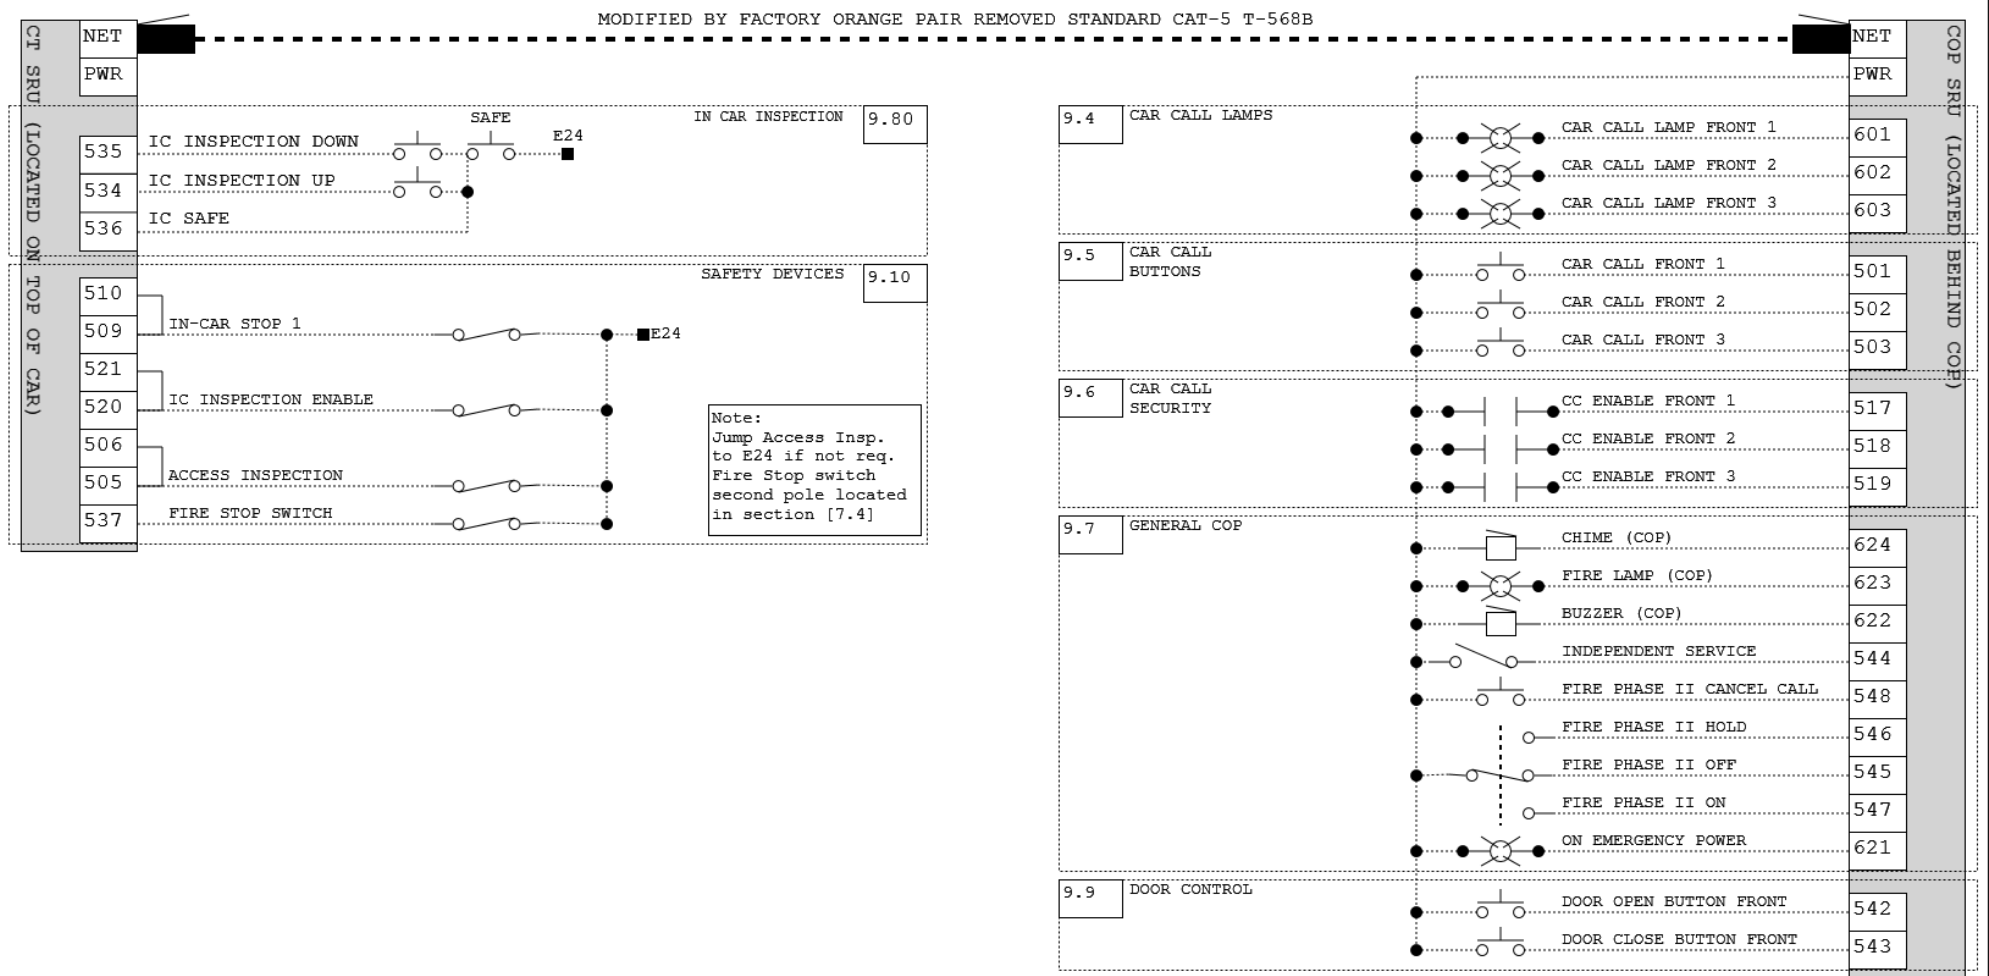 MODIFIED BY FACTORY ORANGE PAIR REMOVED STANDARD CAT-5 T-568B
CT SRU (LOCATED ON TOP OF CAR)
NET
PWR
IN CAR INSPECTION
9.80
SAFE
E24
535
IC INSPECTION DOWN
534
IC INSPECTION UP
536
IC SAFE
SAFETY DEVICES
9.10
510
509
IN-CAR STOP 1
E24
521
520
IC INSPECTION ENABLE
506
505
ACCESS INSPECTION
537
FIRE STOP SWITCH
Note:
Jump Access Insp.
to E24 if not req.
Fire Stop switch
second pole located
in section [7.4]
COP SRU (LOCATED BEHIND COP)
NET
PWR
9.4
CAR CALL LAMPS
CAR CALL LAMP FRONT 1
601
CAR CALL LAMP FRONT 2
602
CAR CALL LAMP FRONT 3
603
9.5
CAR CALL
BUTTONS
CAR CALL FRONT 1
501
CAR CALL FRONT 2
502
CAR CALL FRONT 3
503
9.6
CAR CALL
SECURITY
CC ENABLE FRONT 1
517
CC ENABLE FRONT 2
518
CC ENABLE FRONT 3
519
9.7
GENERAL COP
CHIME (COP)
624
FIRE LAMP (COP)
623
BUZZER (COP)
622
INDEPENDENT SERVICE
544
FIRE PHASE II CANCEL CALL
548
FIRE PHASE II HOLD
546
FIRE PHASE II OFF
545
FIRE PHASE II ON
547
ON EMERGENCY POWER
621
9.9
DOOR CONTROL
DOOR OPEN BUTTON FRONT
542
DOOR CLOSE BUTTON FRONT
543